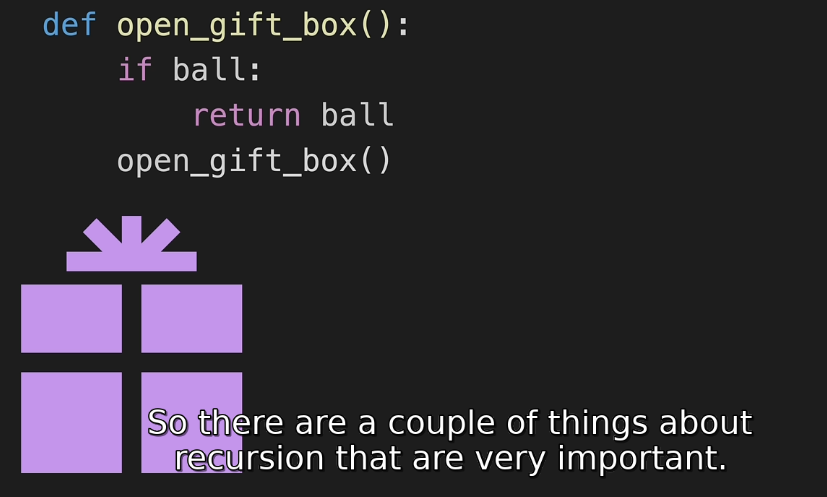 def open_gift_box():
if ball:
return ball
open_gift_box()
So there are a couple of things about
recursion that are very important.